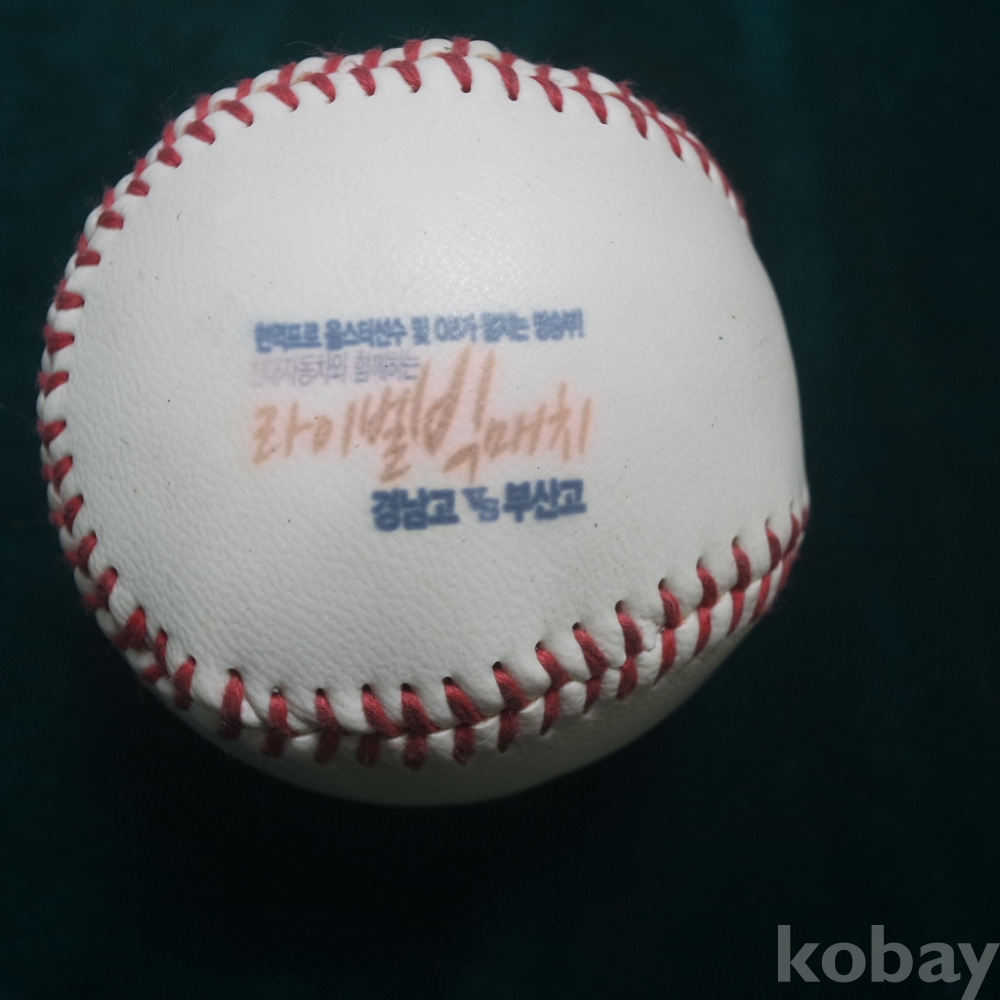 현역프로 올스타선수 및 OB가 펼치는 명승부
현대자동차와 함께하는
라이벌빅매치
경남고 vs 부산고
kobay